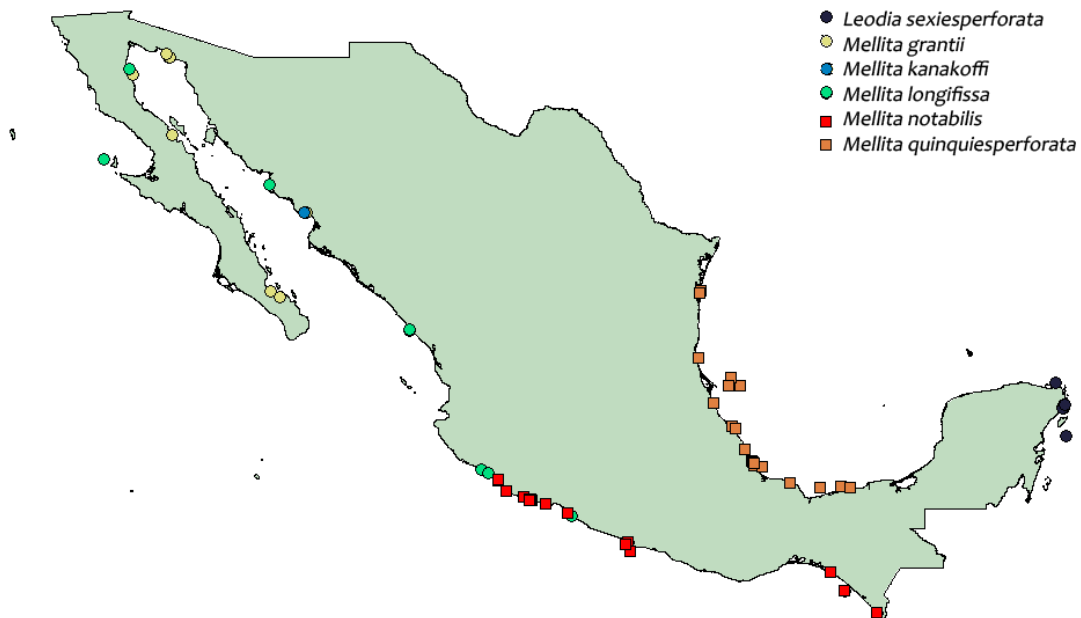 Leodia sexiesperforata
Mellita grantii
Mellita kanakoffi
Mellita longifissa
Mellita notabilis
Mellita quinquiesperforata